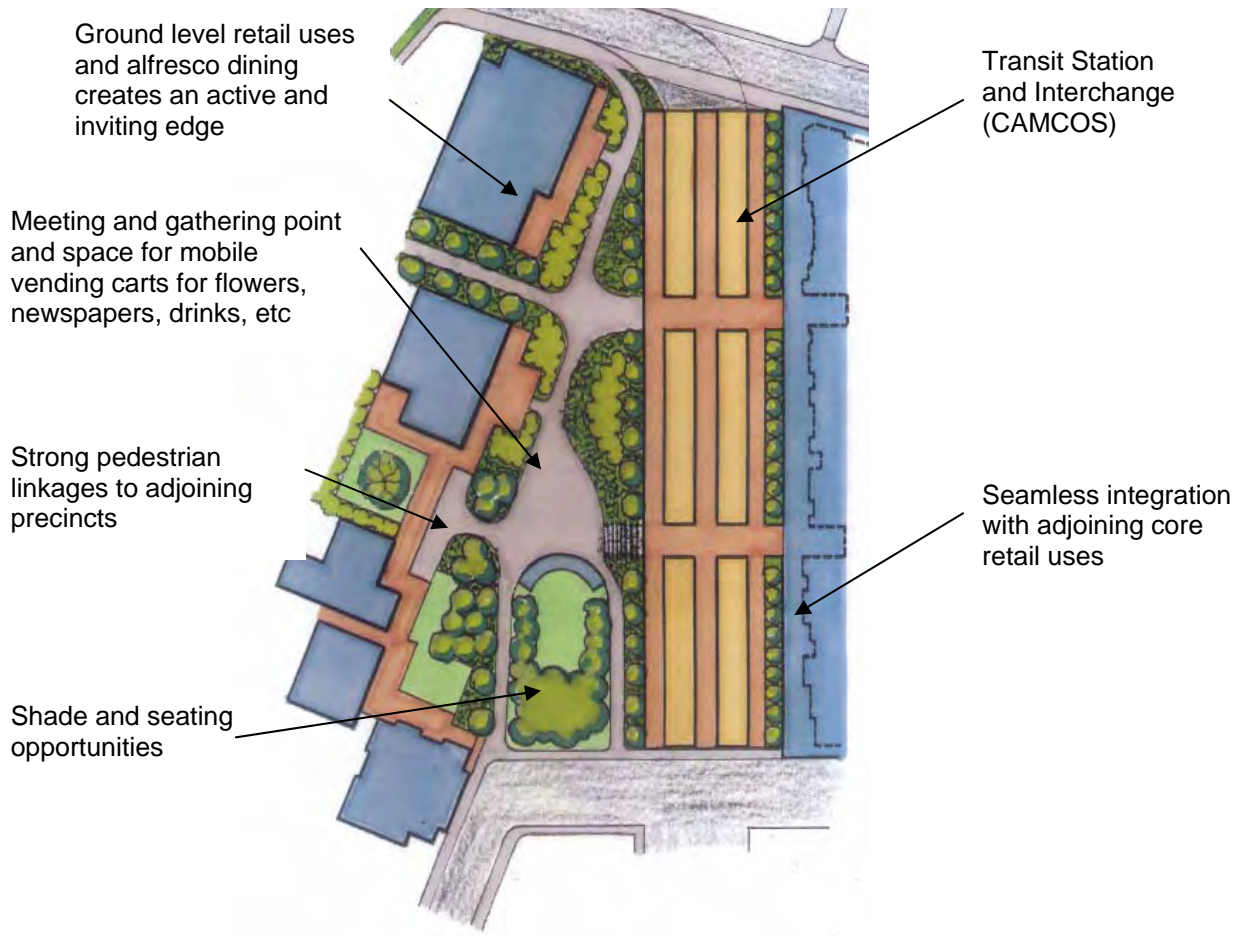 Ground level retail uses
and alfresco dining
creates an active and
inviting edge
Meeting and gathering point
and space for mobile
vending carts for flowers,
newspapers, drinks, etc
Strong pedestrian
linkages to adjoining
precincts
Shade and seating
opportunities
Transit Station
and Interchange
(CAMCOS)
Seamless integration
with adjoining core
retail uses